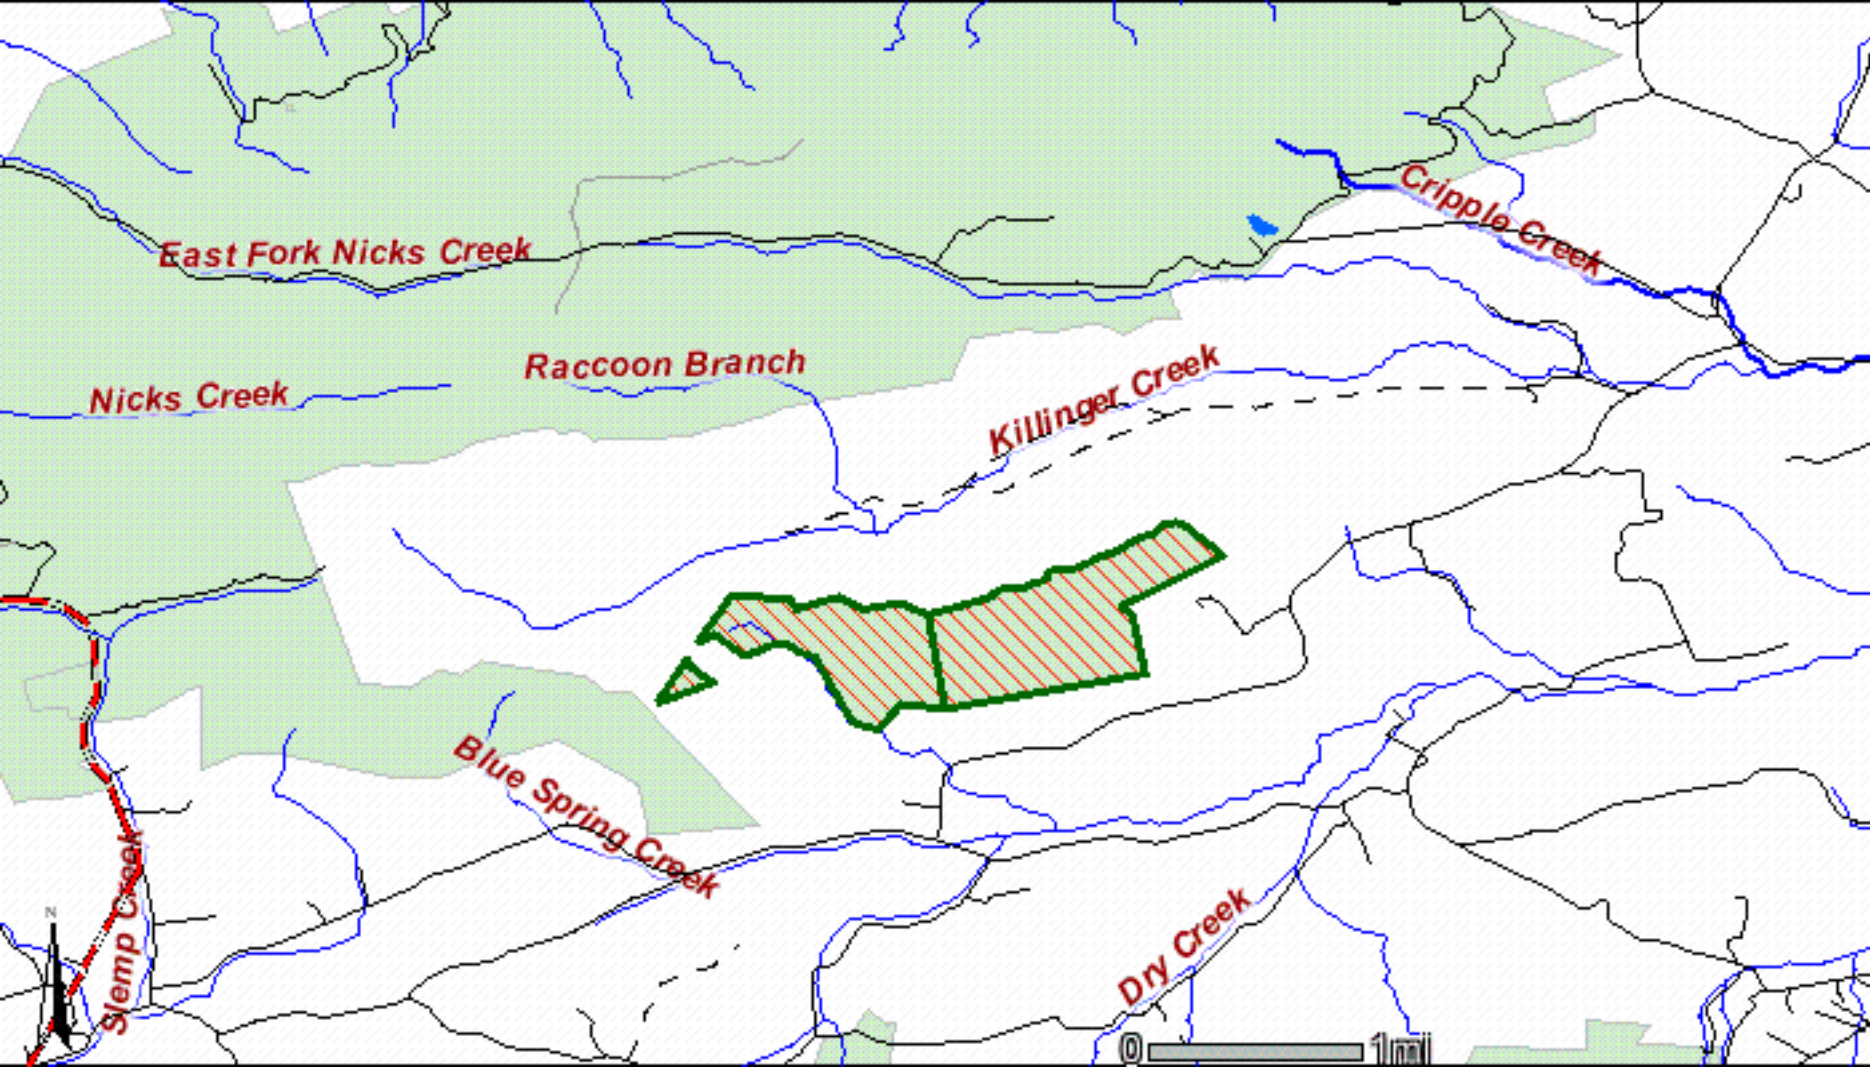 Cripple Creek
East Fork Nicks Creek
Raccoon Branch
Killinger Creek
Nicks Creek
Blue Spring Creek
Slemp Creek
Dry Creek
N
0 1mi